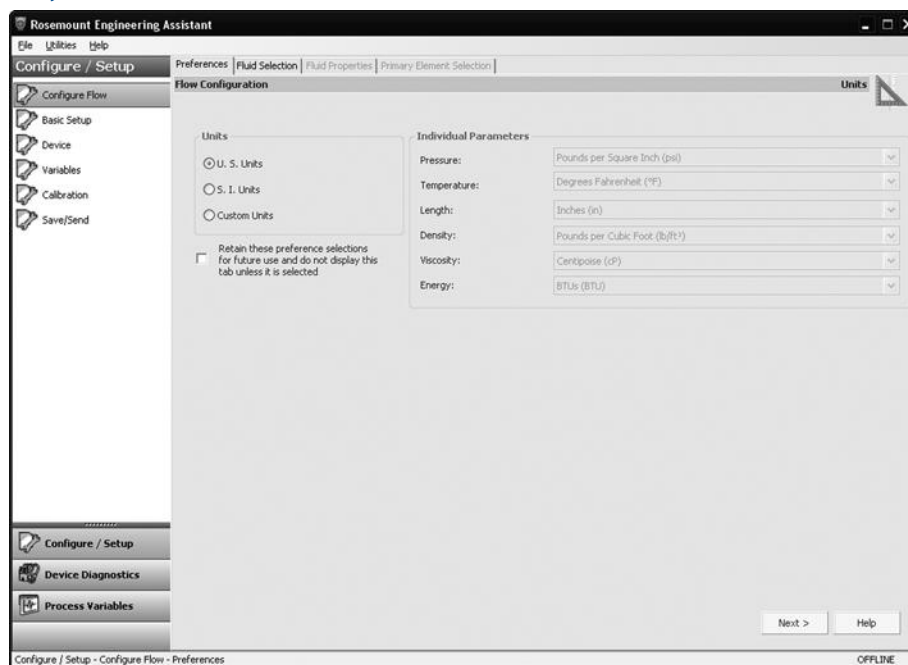 Rosemount Engineering Assistant
File Utilities Help
Configure / Setup
Preferences Fluid Selection Fluid Properties Primary Element Selection
Flow Configuration Units
Configure Flow
Basic Setup
Device
Variables
Calibration
Save/Send
Units
U. S. Units
S. I. Units
Custom Units
Retain these preference selections
for future use and do not display this
tab unless it is selected
Individual Parameters
Pressure: Pounds per Square Inch (psi)
Temperature: Degrees Fahrenheit (°F)
Length: Inches (in)
Density: Pounds per Cubic Foot (lb/ft³)
Viscosity: Centipoise (cP)
Energy: BTUs (BTU)
Configure / Setup
Device Diagnostics
Process Variables
Next > Help
Configure / Setup - Configure Flow - Preferences OFFLINE